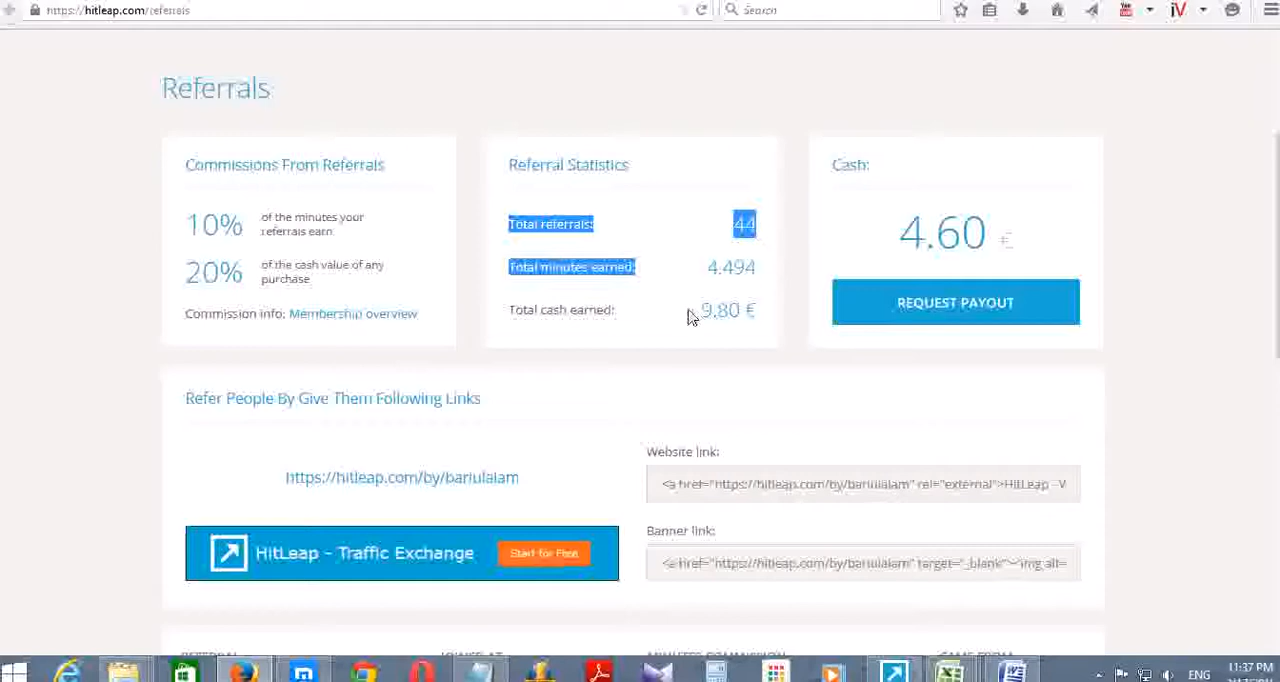 https://hitleap.com/referrals
Search
Referrals
Commissions From Referrals
10% of the minutes your
referrals earn
20% of the cash value of any
purchase
Commission info: Membership overview
Referral Statistics
Total referrals: 44
Total minutes earned: 4.494
Total cash earned: 9.80 €
Cash:
4.60 €
REQUEST PAYOUT
Refer People By Give Them Following Links
https://hitleap.com/by/bariulalam
HitLeap - Traffic Exchange Start for Free
Website link:
<a href="https://hitleap.com/by/bariulalam" rel="external">HitLeap - V
Banner link:
<a href="https://hitleap.com/by/bariulalam" target="_blank"><img alt=
ENG
11:37 PM